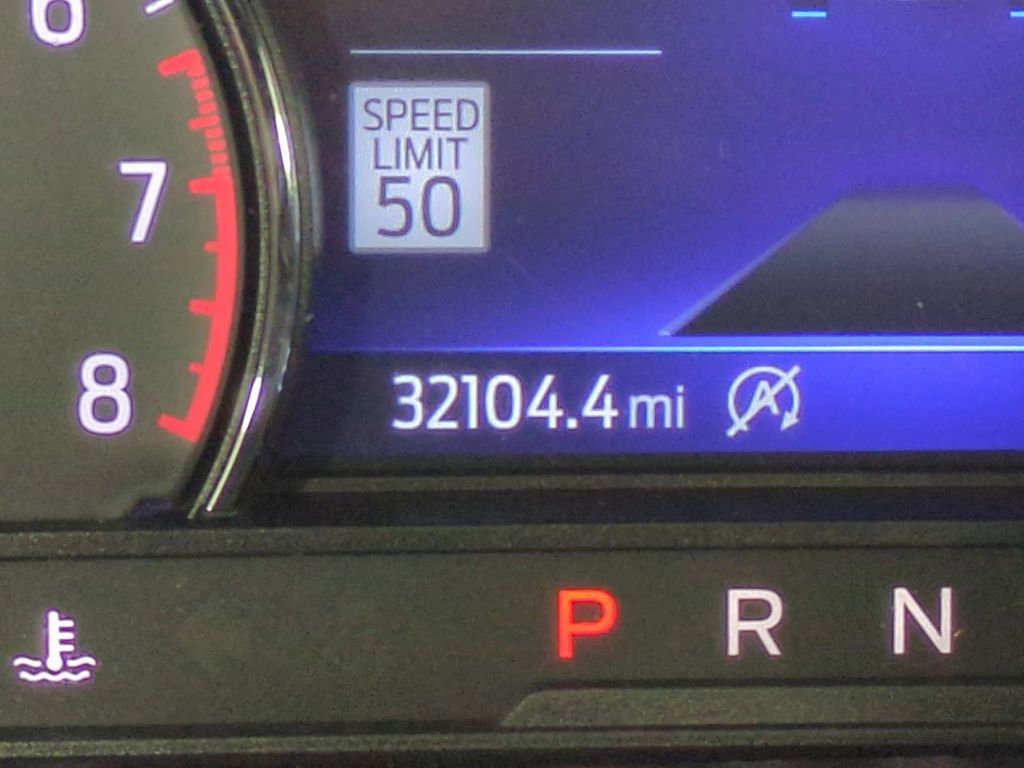 6
7
8
SPEED
LIMIT
50
32104.4 mi
A
P R N